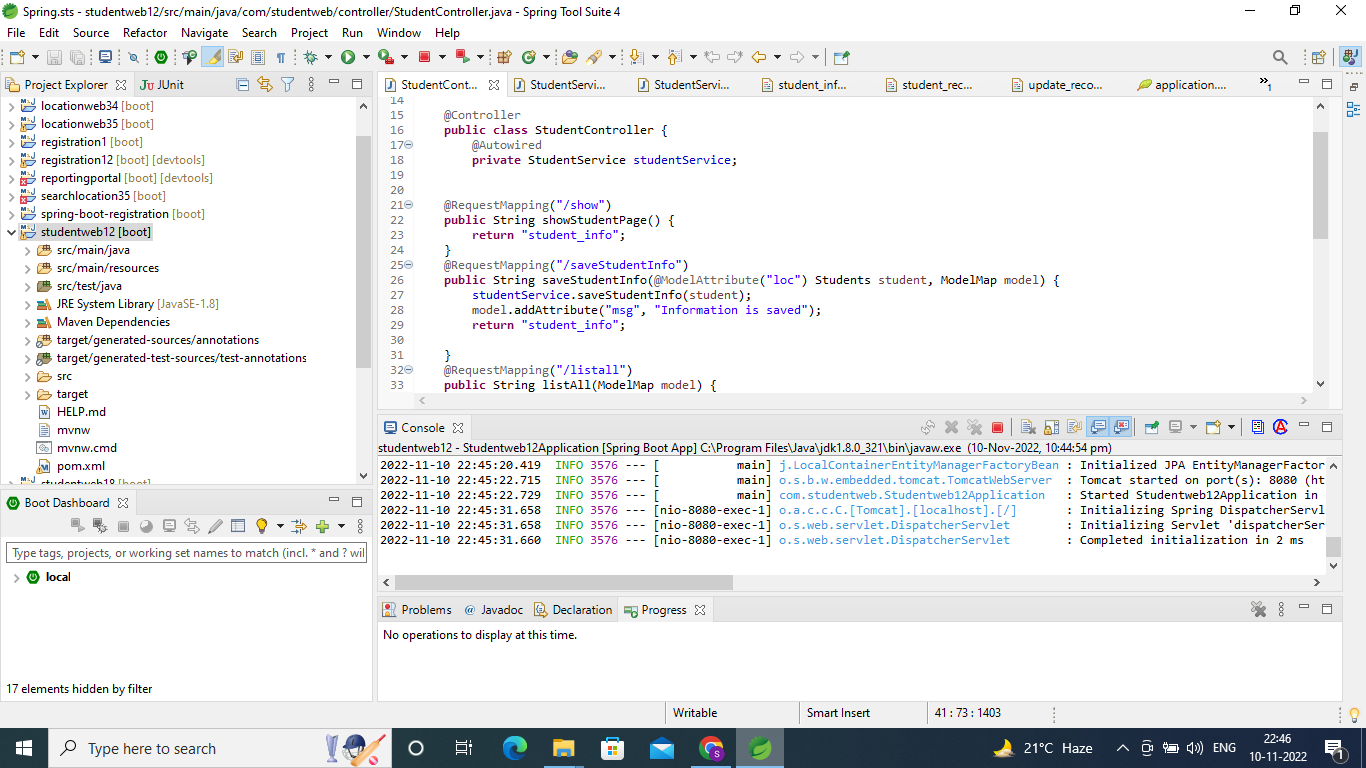 Spring.sts - studentweb12/src/main/java/com/studentweb/controller/StudentController.java - Spring Tool Suite 4
File Edit Source Refactor Navigate Search Project Run Window Help
Project Explorer JUnit
locationweb34 [boot]
locationweb35 [boot]
registration1 [boot]
registration12 [boot] [devtools]
reportingportal [boot] [devtools]
searchlocation35 [boot]
spring-boot-registration [boot]
studentweb12 [boot]
src/main/java
src/main/resources
src/test/java
JRE System Library [JavaSE-1.8]
Maven Dependencies
target/generated-sources/annotations
target/generated-test-sources/test-annotations
src
target
HELP.md
mvnw
mvnw.cmd
pom.xml
studentweb18 [boot]
Boot Dashboard
Type tags, projects, or working set names to match (incl. * and ? wil
local
17 elements hidden by filter
StudentCont... StudentServi... StudentServi... student_inf... student_rec... update_reco... application.... »1
14
15 @Controller
16 public class StudentController {
17 @Autowired
18 private StudentService studentService;
19
20
21 @RequestMapping("/show")
22 public String showStudentPage() {
23 return "student_info";
24 }
25 @RequestMapping("/saveStudentInfo")
26 public String saveStudentInfo(@ModelAttribute("loc") Students student, ModelMap model) {
27 studentService.saveStudentInfo(student);
28 model.addAttribute("msg", "Information is saved");
29 return "student_info";
30
31 }
32 @RequestMapping("/listall")
33 public String listAll(ModelMap model) {
Console
studentweb12 - Studentweb12Application [Spring Boot App] C:\Program Files\Java\jdk1.8.0_321\bin\javaw.exe (10-Nov-2022, 10:44:54 pm)
2022-11-10 22:45:20.419 INFO 3576 --- [ main] j.LocalContainerEntityManagerFactoryBean : Initialized JPA EntityManagerFactor
2022-11-10 22:45:22.715 INFO 3576 --- [ main] o.s.b.w.embedded.tomcat.TomcatWebServer : Tomcat started on port(s): 8080 (ht
2022-11-10 22:45:22.729 INFO 3576 --- [ main] com.studentweb.Studentweb12Application : Started Studentweb12Application in
2022-11-10 22:45:31.658 INFO 3576 --- [nio-8080-exec-1] o.a.c.c.C.[Tomcat].[localhost].[/] : Initializing Spring DispatcherServl
2022-11-10 22:45:31.658 INFO 3576 --- [nio-8080-exec-1] o.s.web.servlet.DispatcherServlet : Initializing Servlet 'dispatcherSer
2022-11-10 22:45:31.660 INFO 3576 --- [nio-8080-exec-1] o.s.web.servlet.DispatcherServlet : Completed initialization in 2 ms
Problems @ Javadoc Declaration Progress
No operations to display at this time.
Writable Smart Insert 41 : 73 : 1403
Type here to search
21°C Haze ENG 22:46
10-11-2022